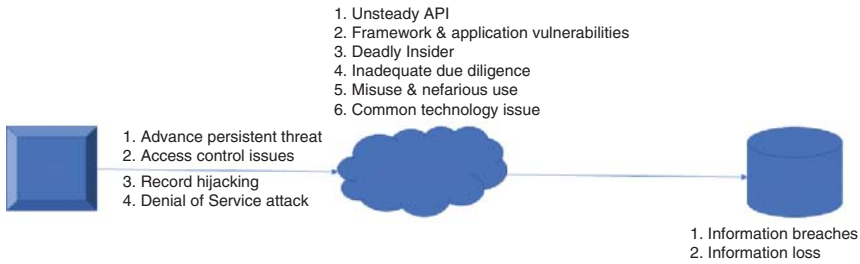 1. Unsteady API
2. Framework & application vulnerabilities
3. Deadly Insider
4. Inadequate due diligence
5. Misuse & nefarious use
6. Common technology issue
1. Advance persistent threat
2. Access control issues
3. Record hijacking
4. Denial of Service attack
1. Information breaches
2. Information loss